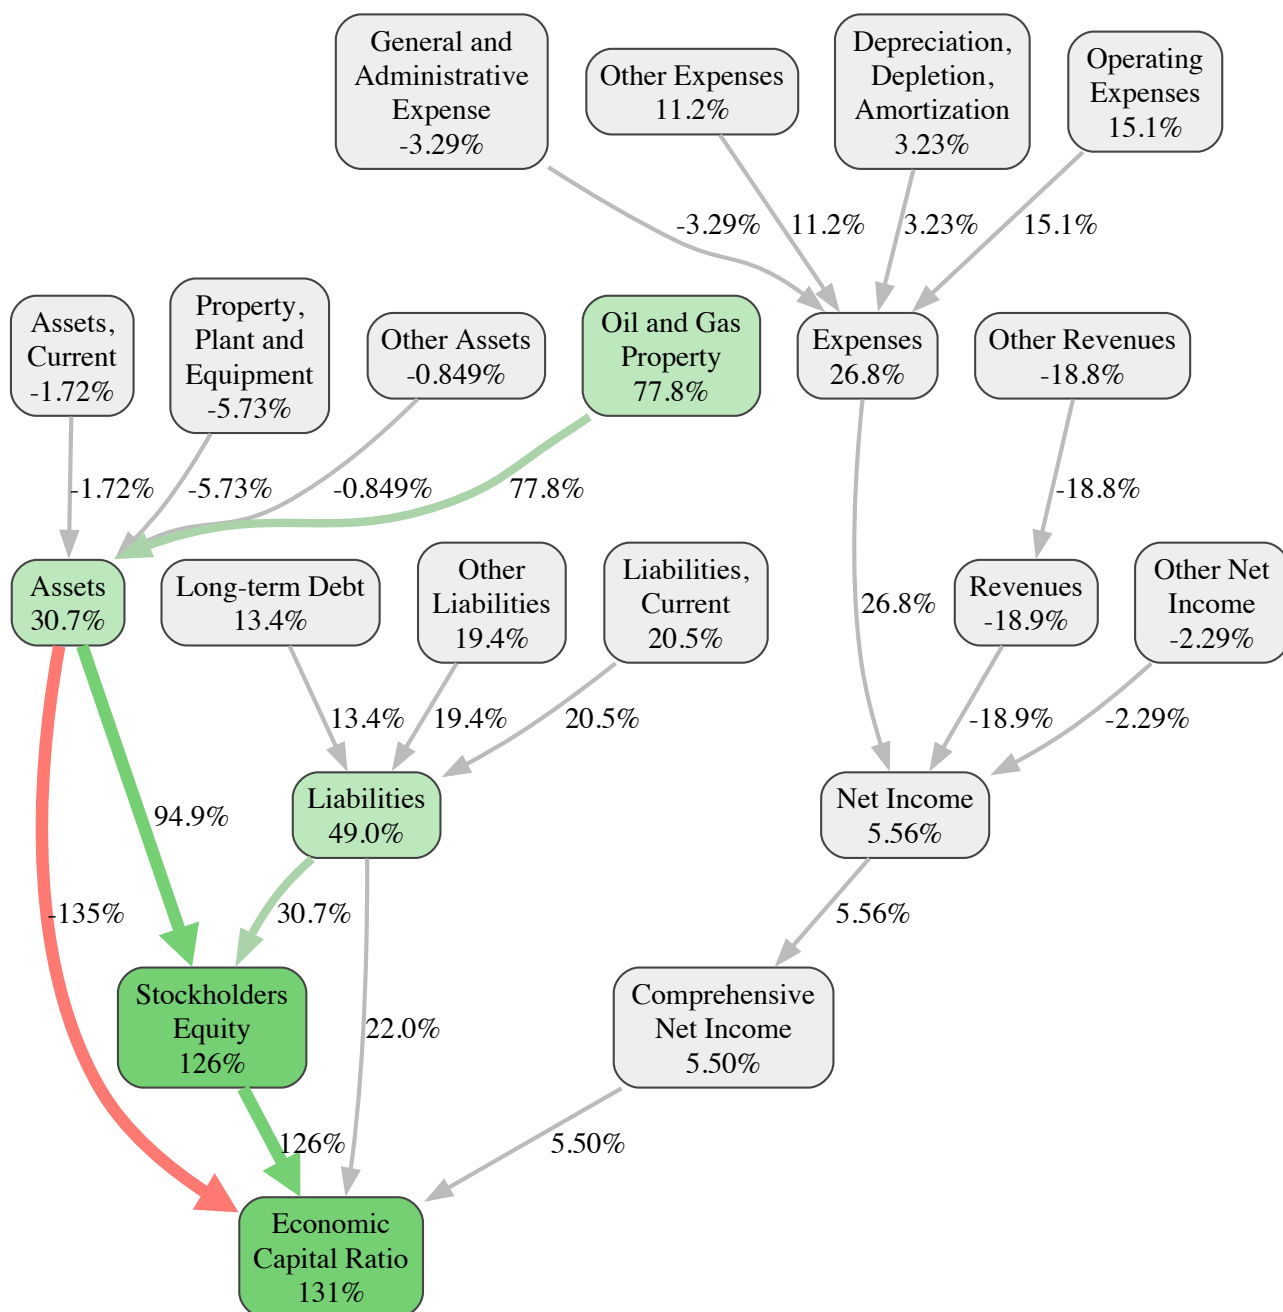 General and
Administrative
Expense
-3.29%
Other Expenses
11.2%
Depreciation,
Depletion,
Amortization
3.23%
Operating
Expenses
15.1%
-3.29%
11.2%
3.23%
15.1%
Assets,
Current
-1.72%
Property,
Plant and
Equipment
-5.73%
Other Assets
-0.849%
Oil and Gas
Property
77.8%
Expenses
26.8%
Other Revenues
-18.8%
-1.72%
-5.73%
-0.849%
77.8%
-18.8%
Assets
30.7%
Long-term Debt
13.4%
Other
Liabilities
19.4%
Liabilities,
Current
20.5%
26.8%
Revenues
-18.9%
Other Net
Income
-2.29%
13.4%
19.4%
20.5%
-18.9%
-2.29%
94.9%
Liabilities
49.0%
Net Income
5.56%
-135%
30.7%
5.56%
Stockholders
Equity
126%
22.0%
Comprehensive
Net Income
5.50%
126%
5.50%
Economic
Capital Ratio
131%